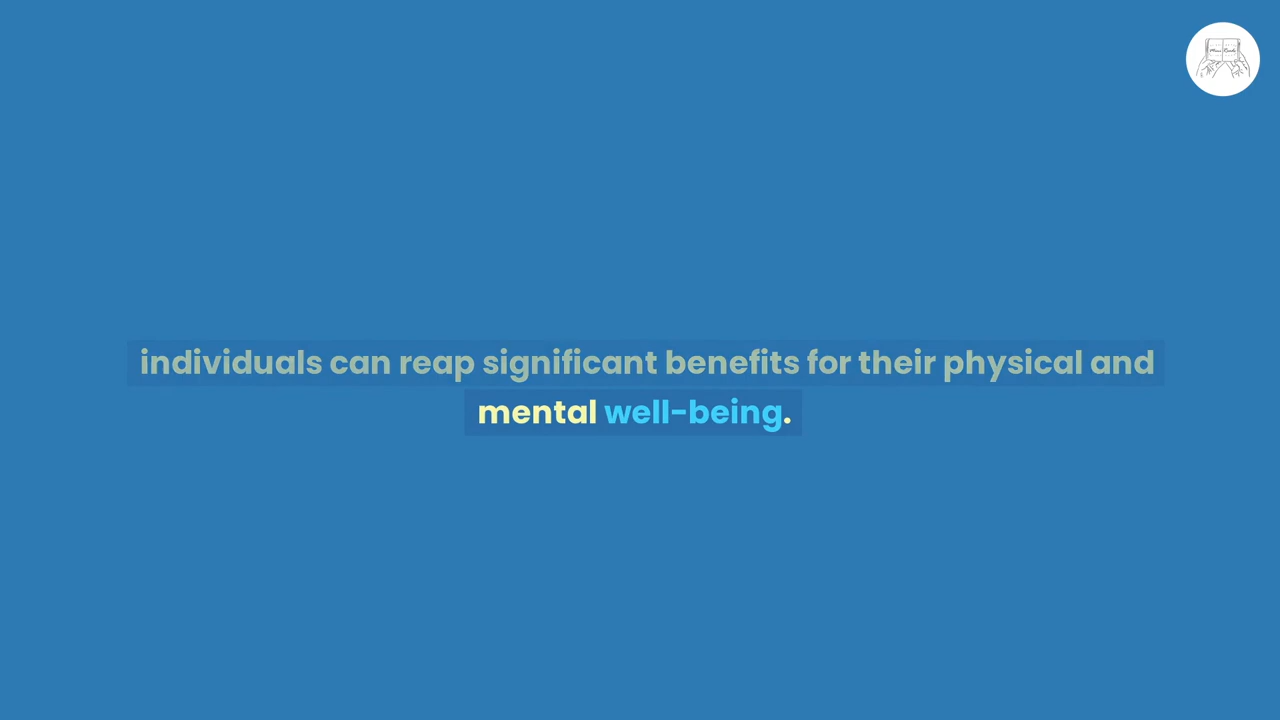 individuals can reap significant benefits for their physical and
mental well-being.